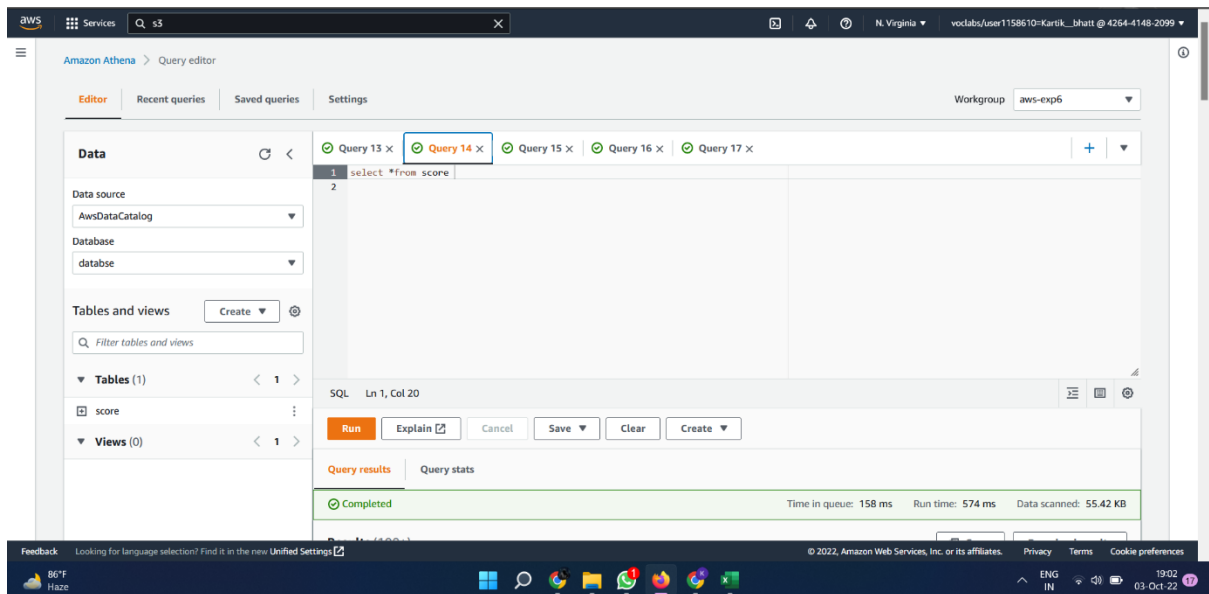 aws Services s3 N. Virginia voclabs/user1158610=Kartik__bhatt @ 4264-4148-2099
Amazon Athena Query editor
Editor Recent queries Saved queries Settings Workgroup aws-exp6
Data
Query 13 Query 14 Query 15 Query 16 Query 17
1 select *from score
2
Data source
AwsDataCatalog
Database
databse
Tables and views Create
Filter tables and views
Tables (1) 1
SQL Ln 1, Col 20
score
Run Explain Cancel Save Clear Create
Views (0) 1
Query results Query stats
Completed Time in queue: 158 ms Run time: 574 ms Data scanned: 55.42 KB
Feedback Looking for language selection? Find it in the new Unified Settings © 2022, Amazon Web Services, Inc. or its affiliates. Privacy Terms Cookie preferences
86°F
Haze
1
ENG
IN
19:02
03-Oct-22
17